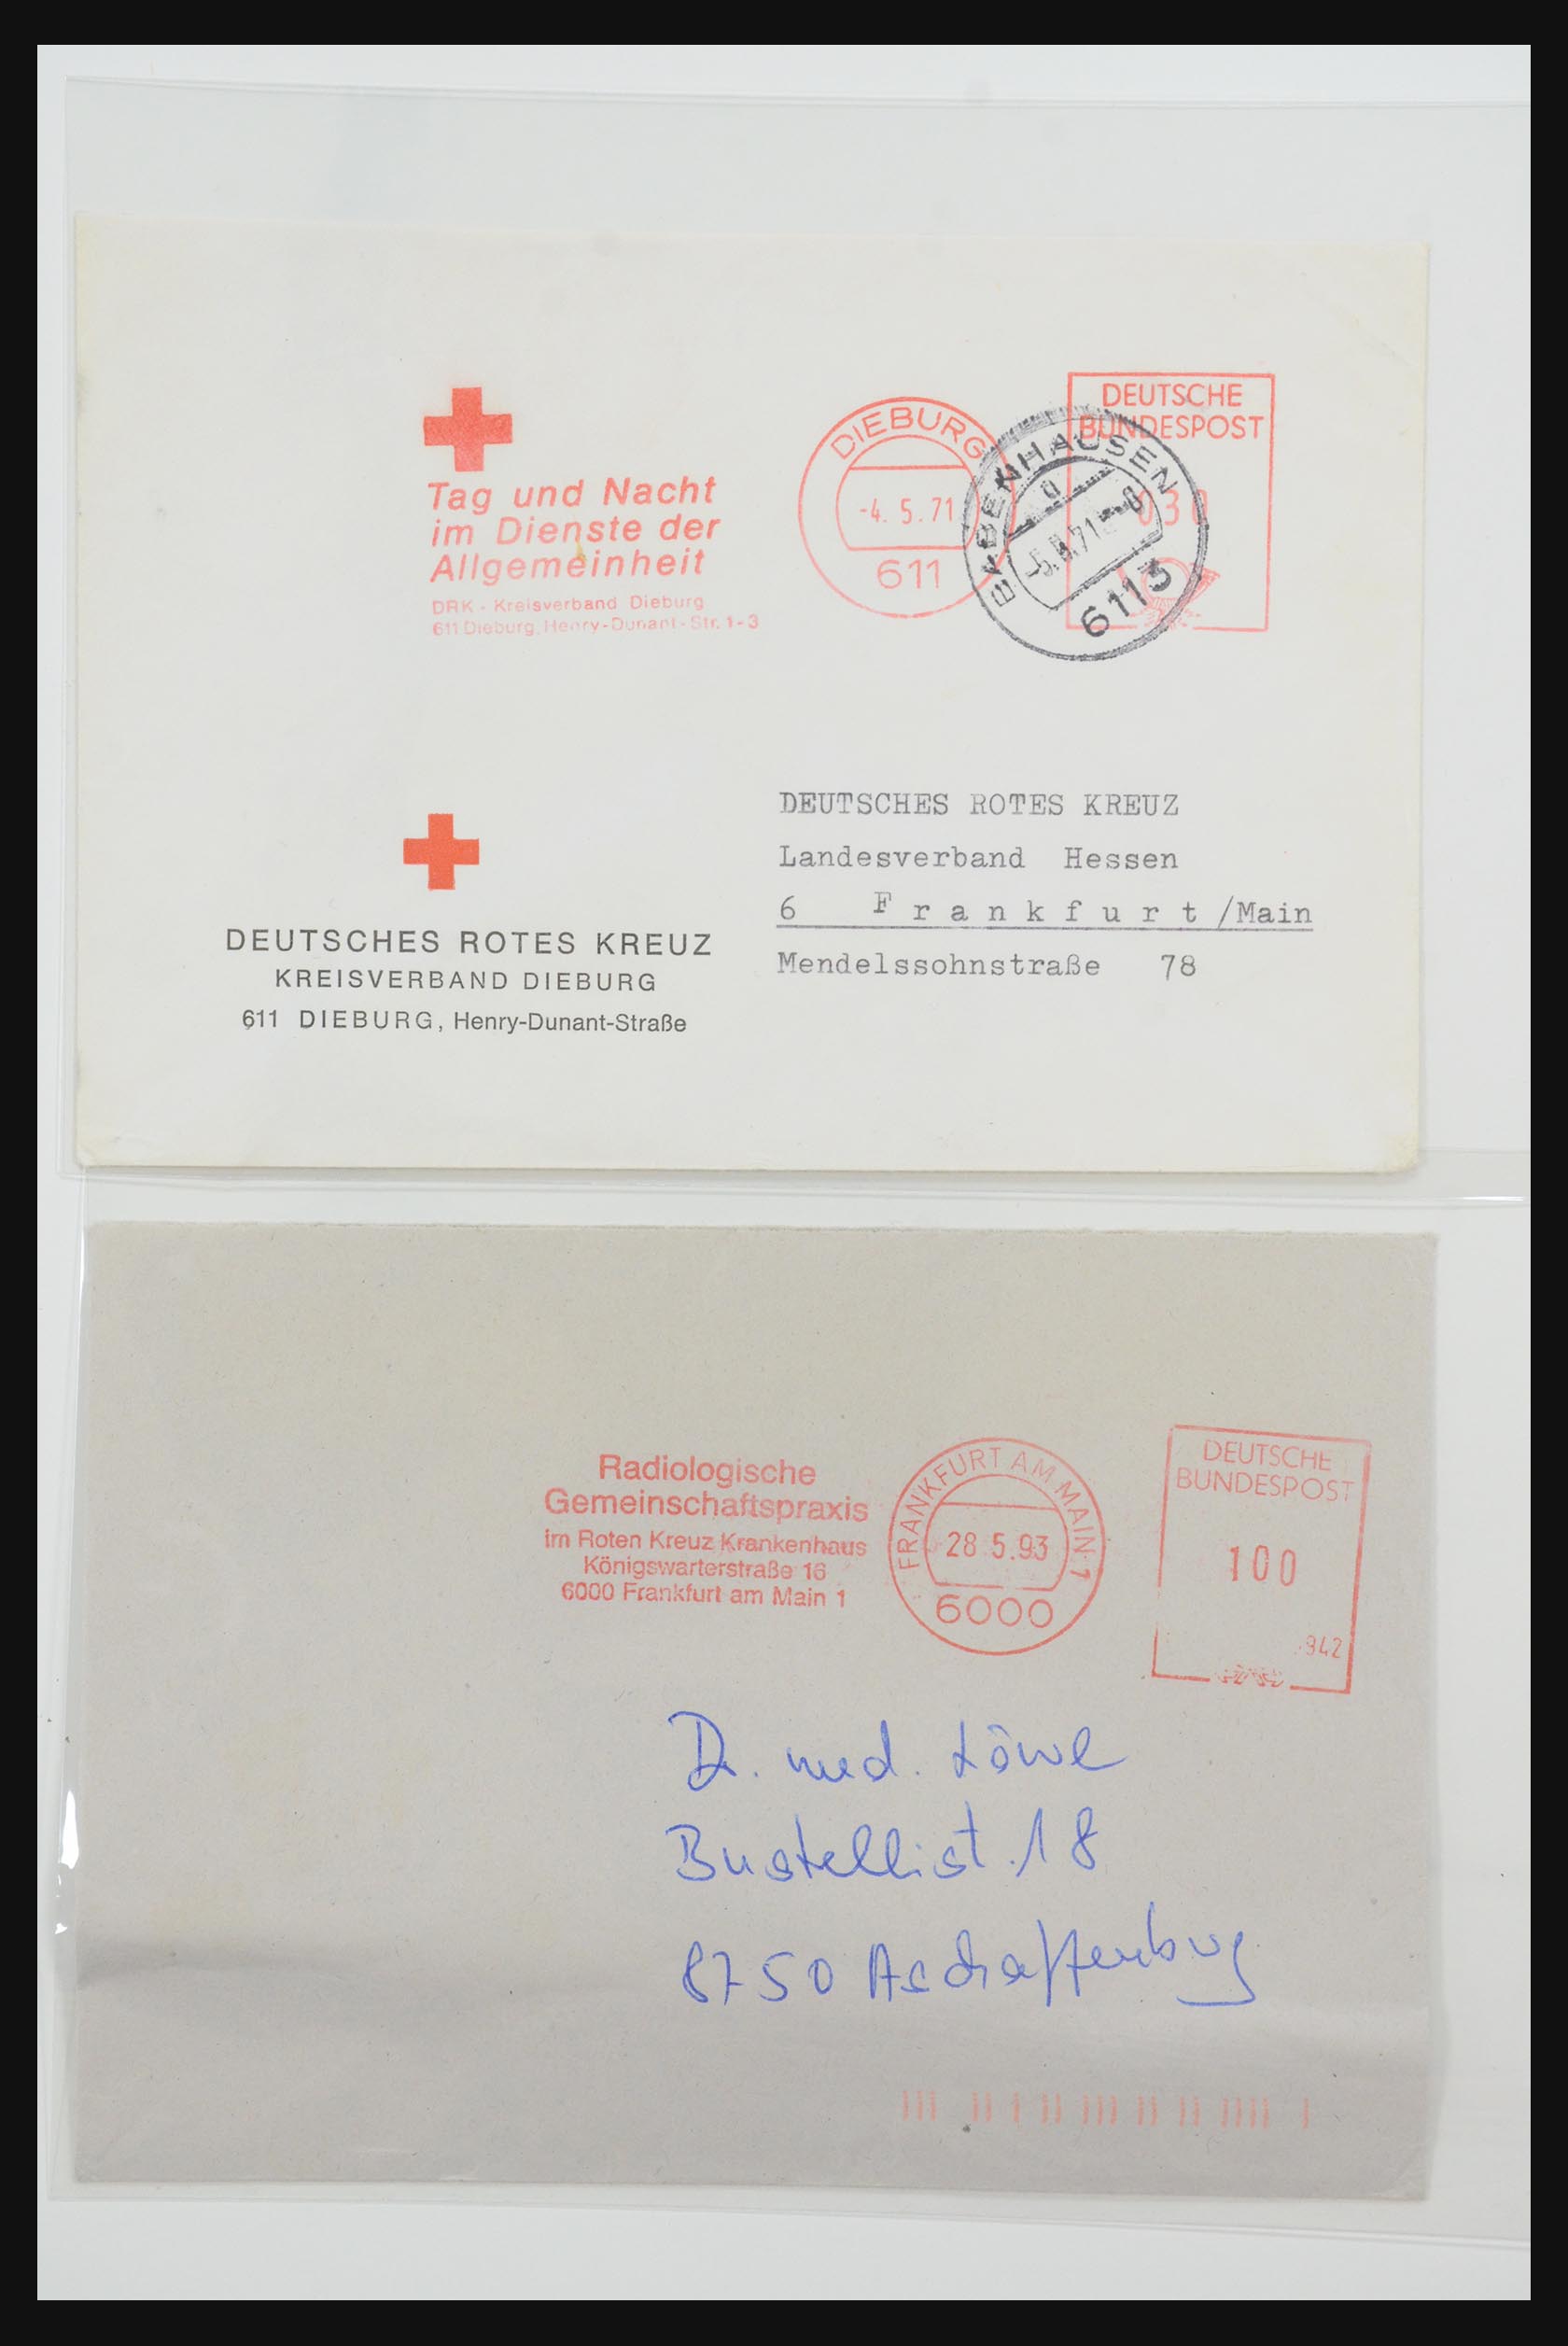 Tag und Nacht
im Dienste der
Allgemeinheit
DRK - Kreisverband Dieburg
611 Dieburg, Henry-Dunant-Str. 1-3
DIEBURG
-4. 5. 71
611
BABENHAUSEN
6113
DEUTSCHE
BUNDESPOST
DEUTSCHES ROTES KREUZ
KREISVERBAND DIEBURG
611 DIEBURG, Henry-Dunant-Straße
DEUTSCHES ROTES KREUZ
Landesverband Hessen
6 F r a n k f u r t /Main
Mendelssohnstraße 78
Radiologische
Gemeinschaftspraxis
im Roten Kreuz Krankenhaus
Königswarterstraße 16
6000 Frankfurt am Main 1
FRANKFURT AM MAIN 1
28 5.93
6000
DEUTSCHE
BUNDESPOST
100
942
Dr. med. Löwe
18
8750 Aschaffenburg